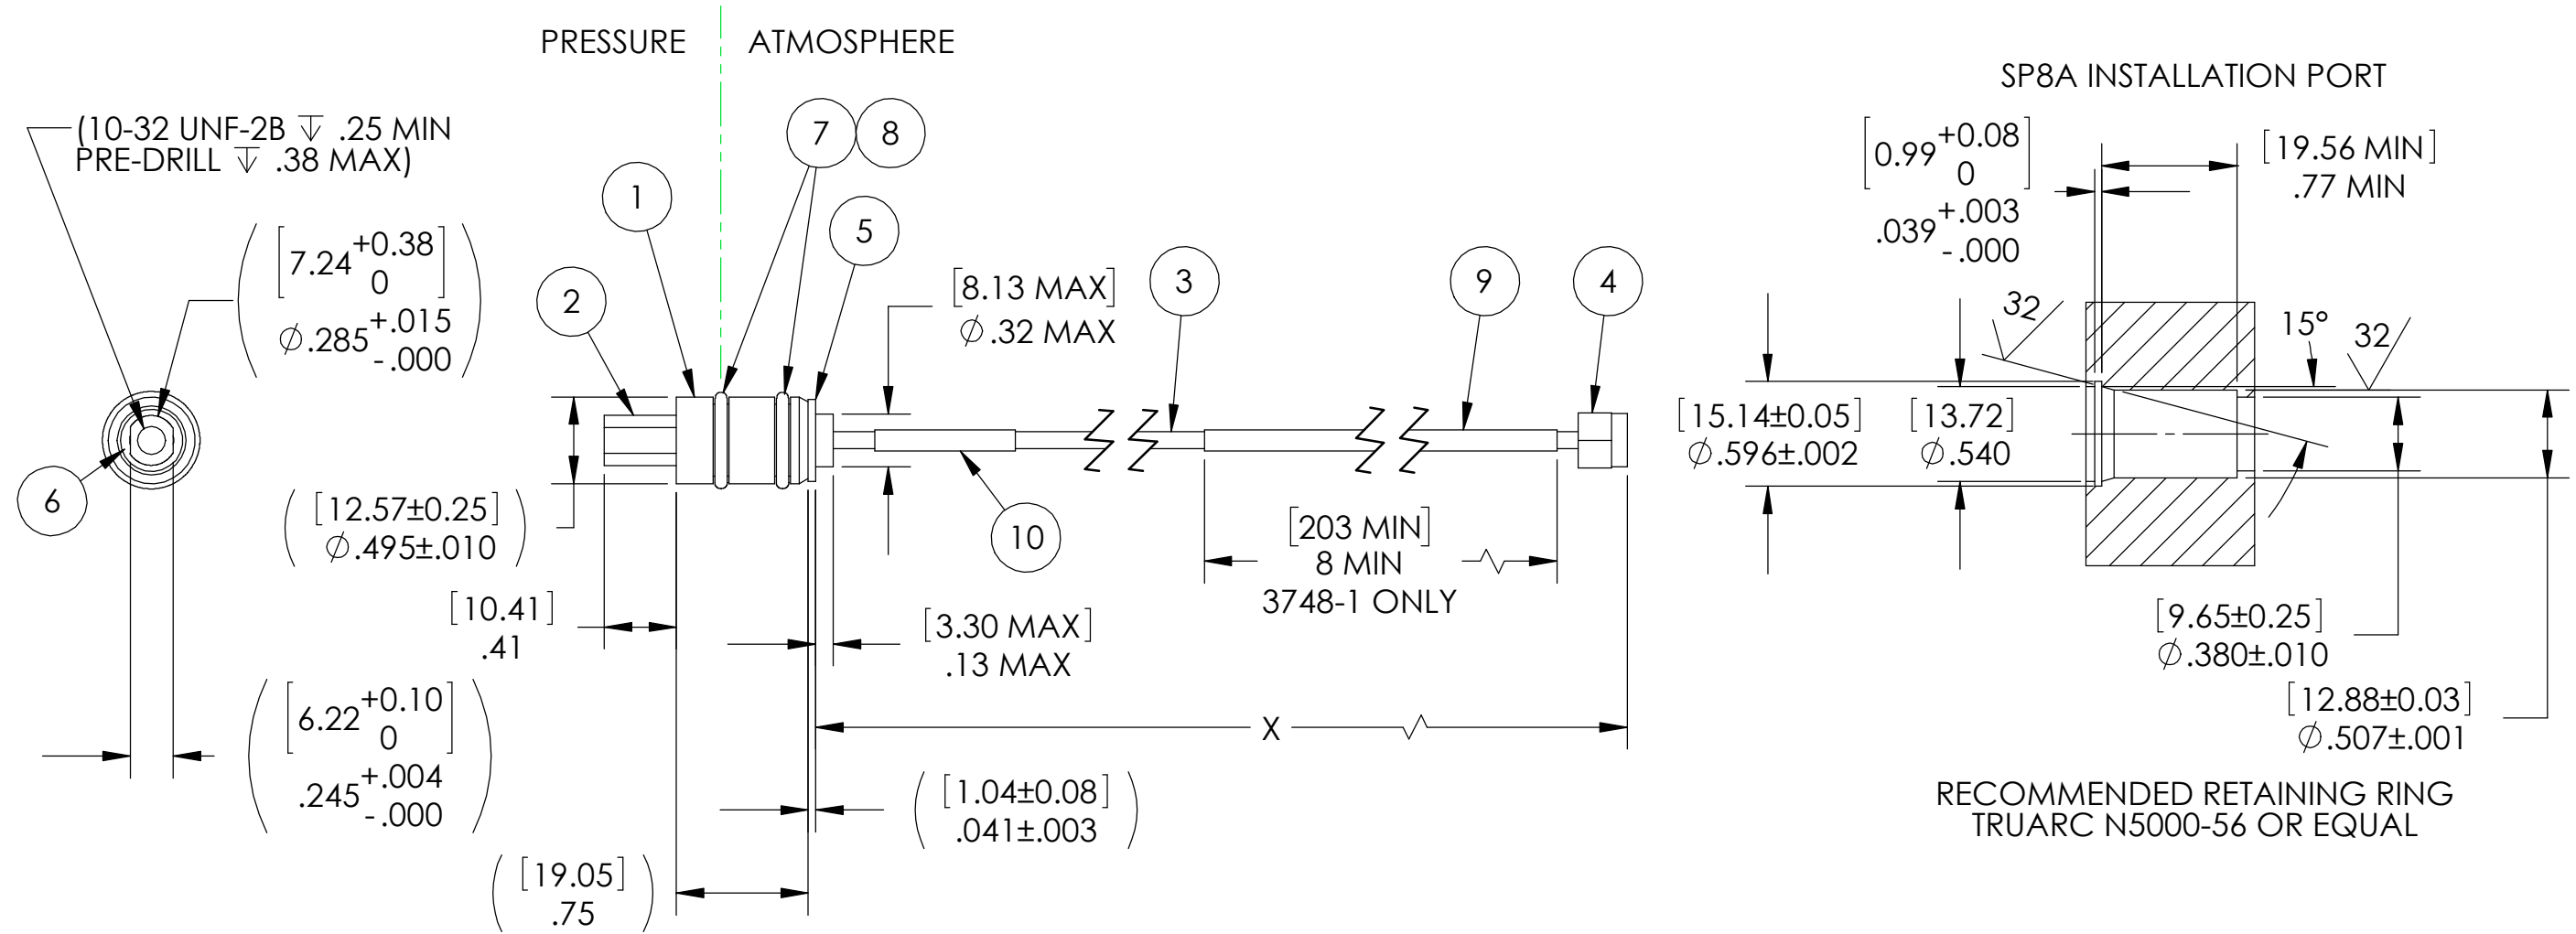 PRESSURE
ATMOSPHERE
(10-32 UNF-2B ↧ .25 MIN
PRE-DRILL ↧ .38 MAX)
7
8
1
5
2
3
9
4
6
10
([7.24 +0.38 0]
Ø.285 +.015 -.000)
[8.13 MAX]
Ø.32 MAX
([12.57±0.25]
Ø.495±.010)
[10.41]
.41
[203 MIN]
8 MIN
3748-1 ONLY
[3.30 MAX]
.13 MAX
([6.22 +0.10 0]
.245 +.004 -.000)
X
([1.04±0.08]
.041±.003)
([19.05]
.75)
SP8A INSTALLATION PORT
[0.99 +0.08 0]
.039 +.003 -.000
[19.56 MIN]
.77 MIN
32
15°
32
[15.14±0.05]
Ø.596±.002
[13.72]
Ø.540
[9.65±0.25]
Ø.380±.010
[12.88±0.03]
Ø.507±.001
RECOMMENDED RETAINING RING
TRUARC N5000-56 OR EQUAL